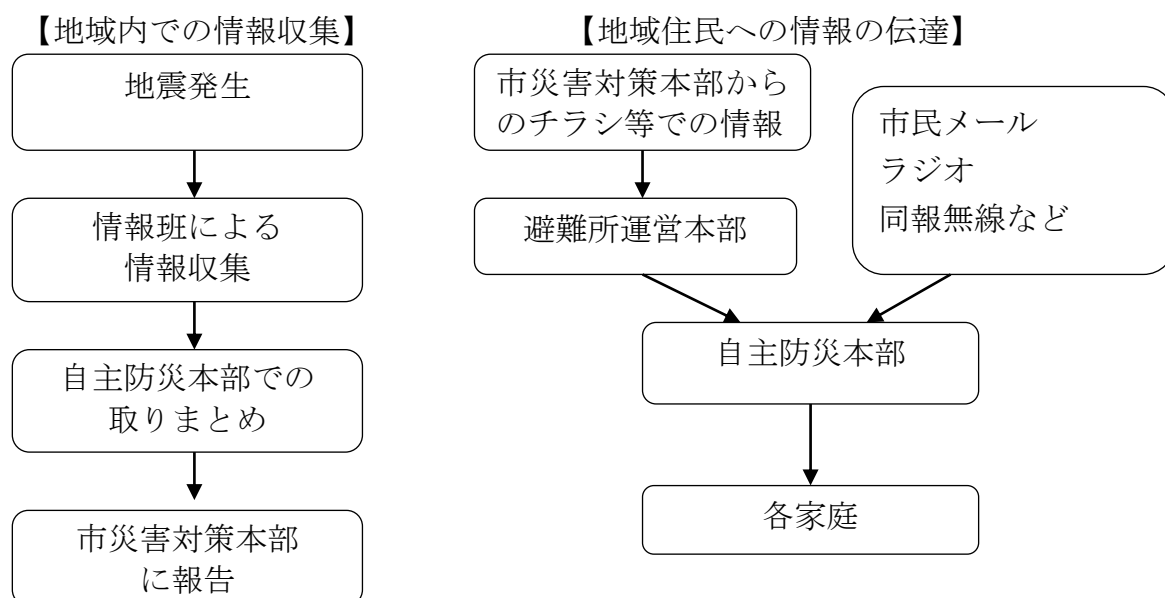 【地域内での情報収集】
地震発生
情報班による
情報収集
自主防災本部での
取りまとめ
市災害対策本部
に報告
【地域住民への情報の伝達】
市災害対策本部から
のチラシ等での情報
避難所運営本部
市民メール
ラジオ
同報無線など
自主防災本部
各家庭